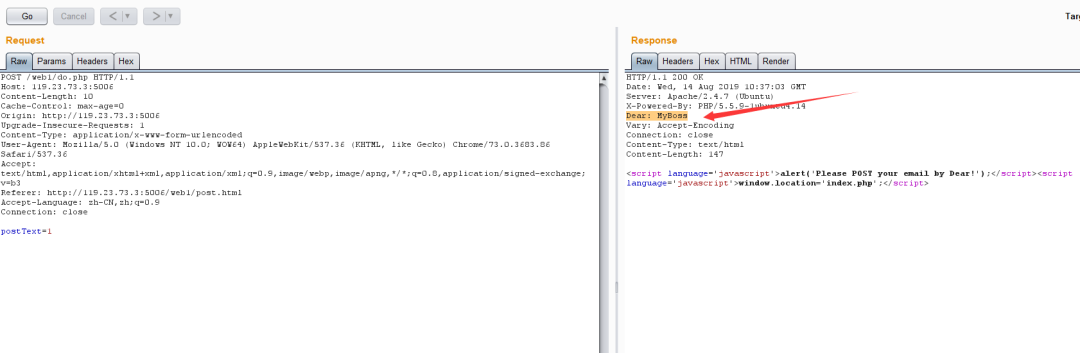 Go Cancel < > Tar
Request
Raw Params Headers Hex
POST /web1/do.php HTTP/1.1
Host: 119.23.73.3:5006
Content-Length: 10
Cache-Control: max-age=0
Origin: http://119.23.73.3:5006
Upgrade-Insecure-Requests: 1
Content-Type: application/x-www-form-urlencoded
User-Agent: Mozilla/5.0 (Windows NT 10.0; WOW64) AppleWebKit/537.36 (KHTML, like Gecko) Chrome/73.0.3683.86
Safari/537.36
Accept:
text/html,application/xhtml+xml,application/xml;q=0.9,image/webp,image/apng,*/*;q=0.8,application/signed-exchange;
v=b3
Referer: http://119.23.73.3:5006/web1/post.html
Accept-Language: zh-CN,zh;q=0.9
Connection: close
postText=1
Response
Raw Headers Hex HTML Render
HTTP/1.1 200 OK
Date: Wed, 14 Aug 2019 10:37:03 GMT
Server: Apache/2.4.7 (Ubuntu)
X-Powered-By: PHP/5.5.9-1ubuntu4.14
Dear: MyBoss
Vary: Accept-Encoding
Connection: close
Content-Type: text/html
Content-Length: 147
<script language='javascript'>alert('Please POST your email by Dear!');</script><script
language='javascript'>window.location='index.php';</script>